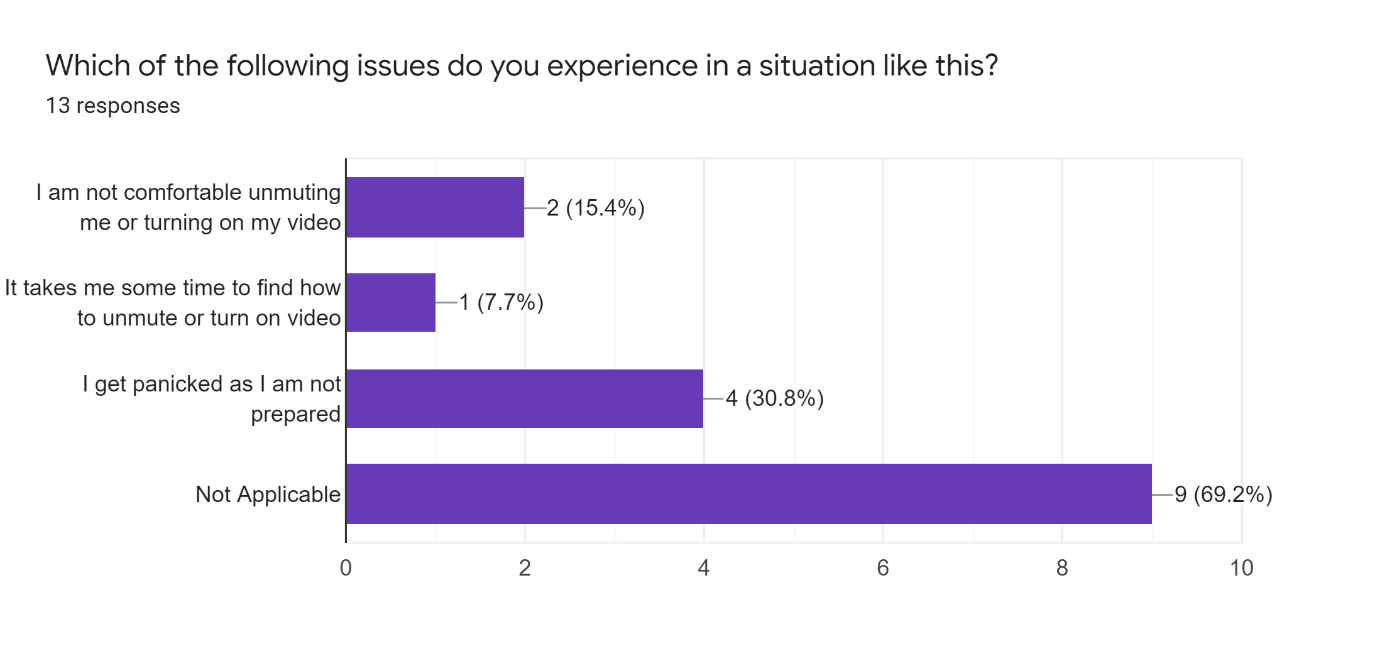 Which of the following issues do you experience in a situation like this?
13 responses
I am not comfortable unmuting
me or turning on my video
2 (15.4%)
It takes me some time to find how
to unmute or turn on video
1 (7.7%)
I get panicked as I am not
prepared
4 (30.8%)
Not Applicable
9 (69.2%)
0 2 4 6 8 10